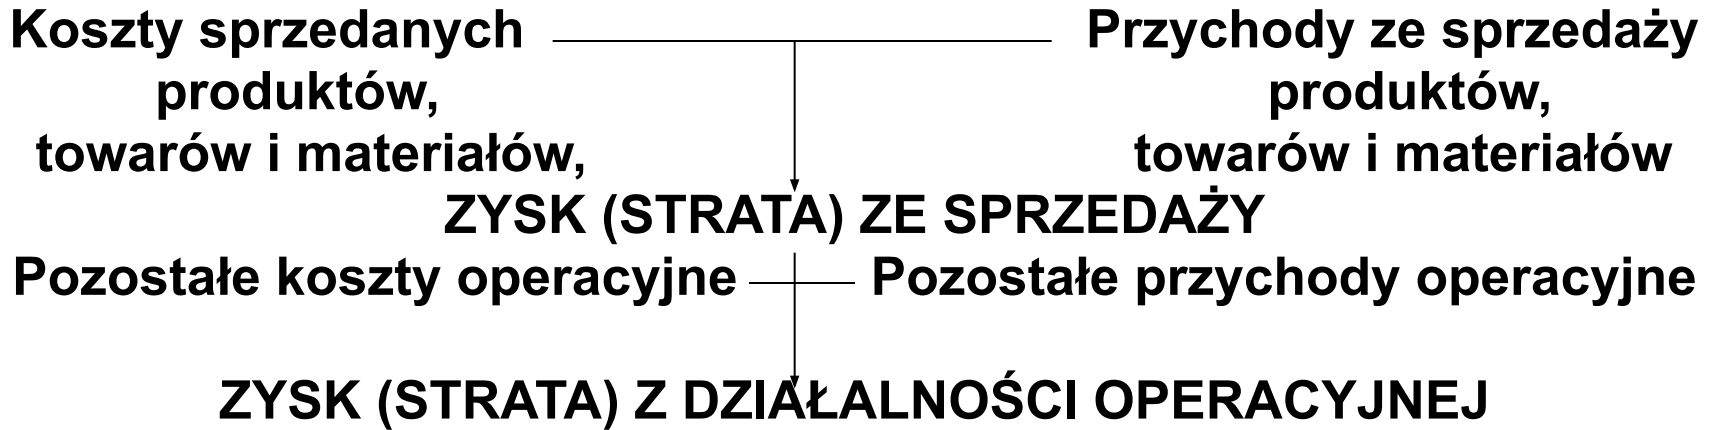 Koszty sprzedanych
produktów,
towarów i materiałów,
Przychody ze sprzedaży
produktów,
towarów i materiałów
ZYSK (STRATA) ZE SPRZEDAŻY
Pozostałe koszty operacyjne
Pozostałe przychody operacyjne
ZYSK (STRATA) Z DZIAŁALNOŚCI OPERACYJNEJ